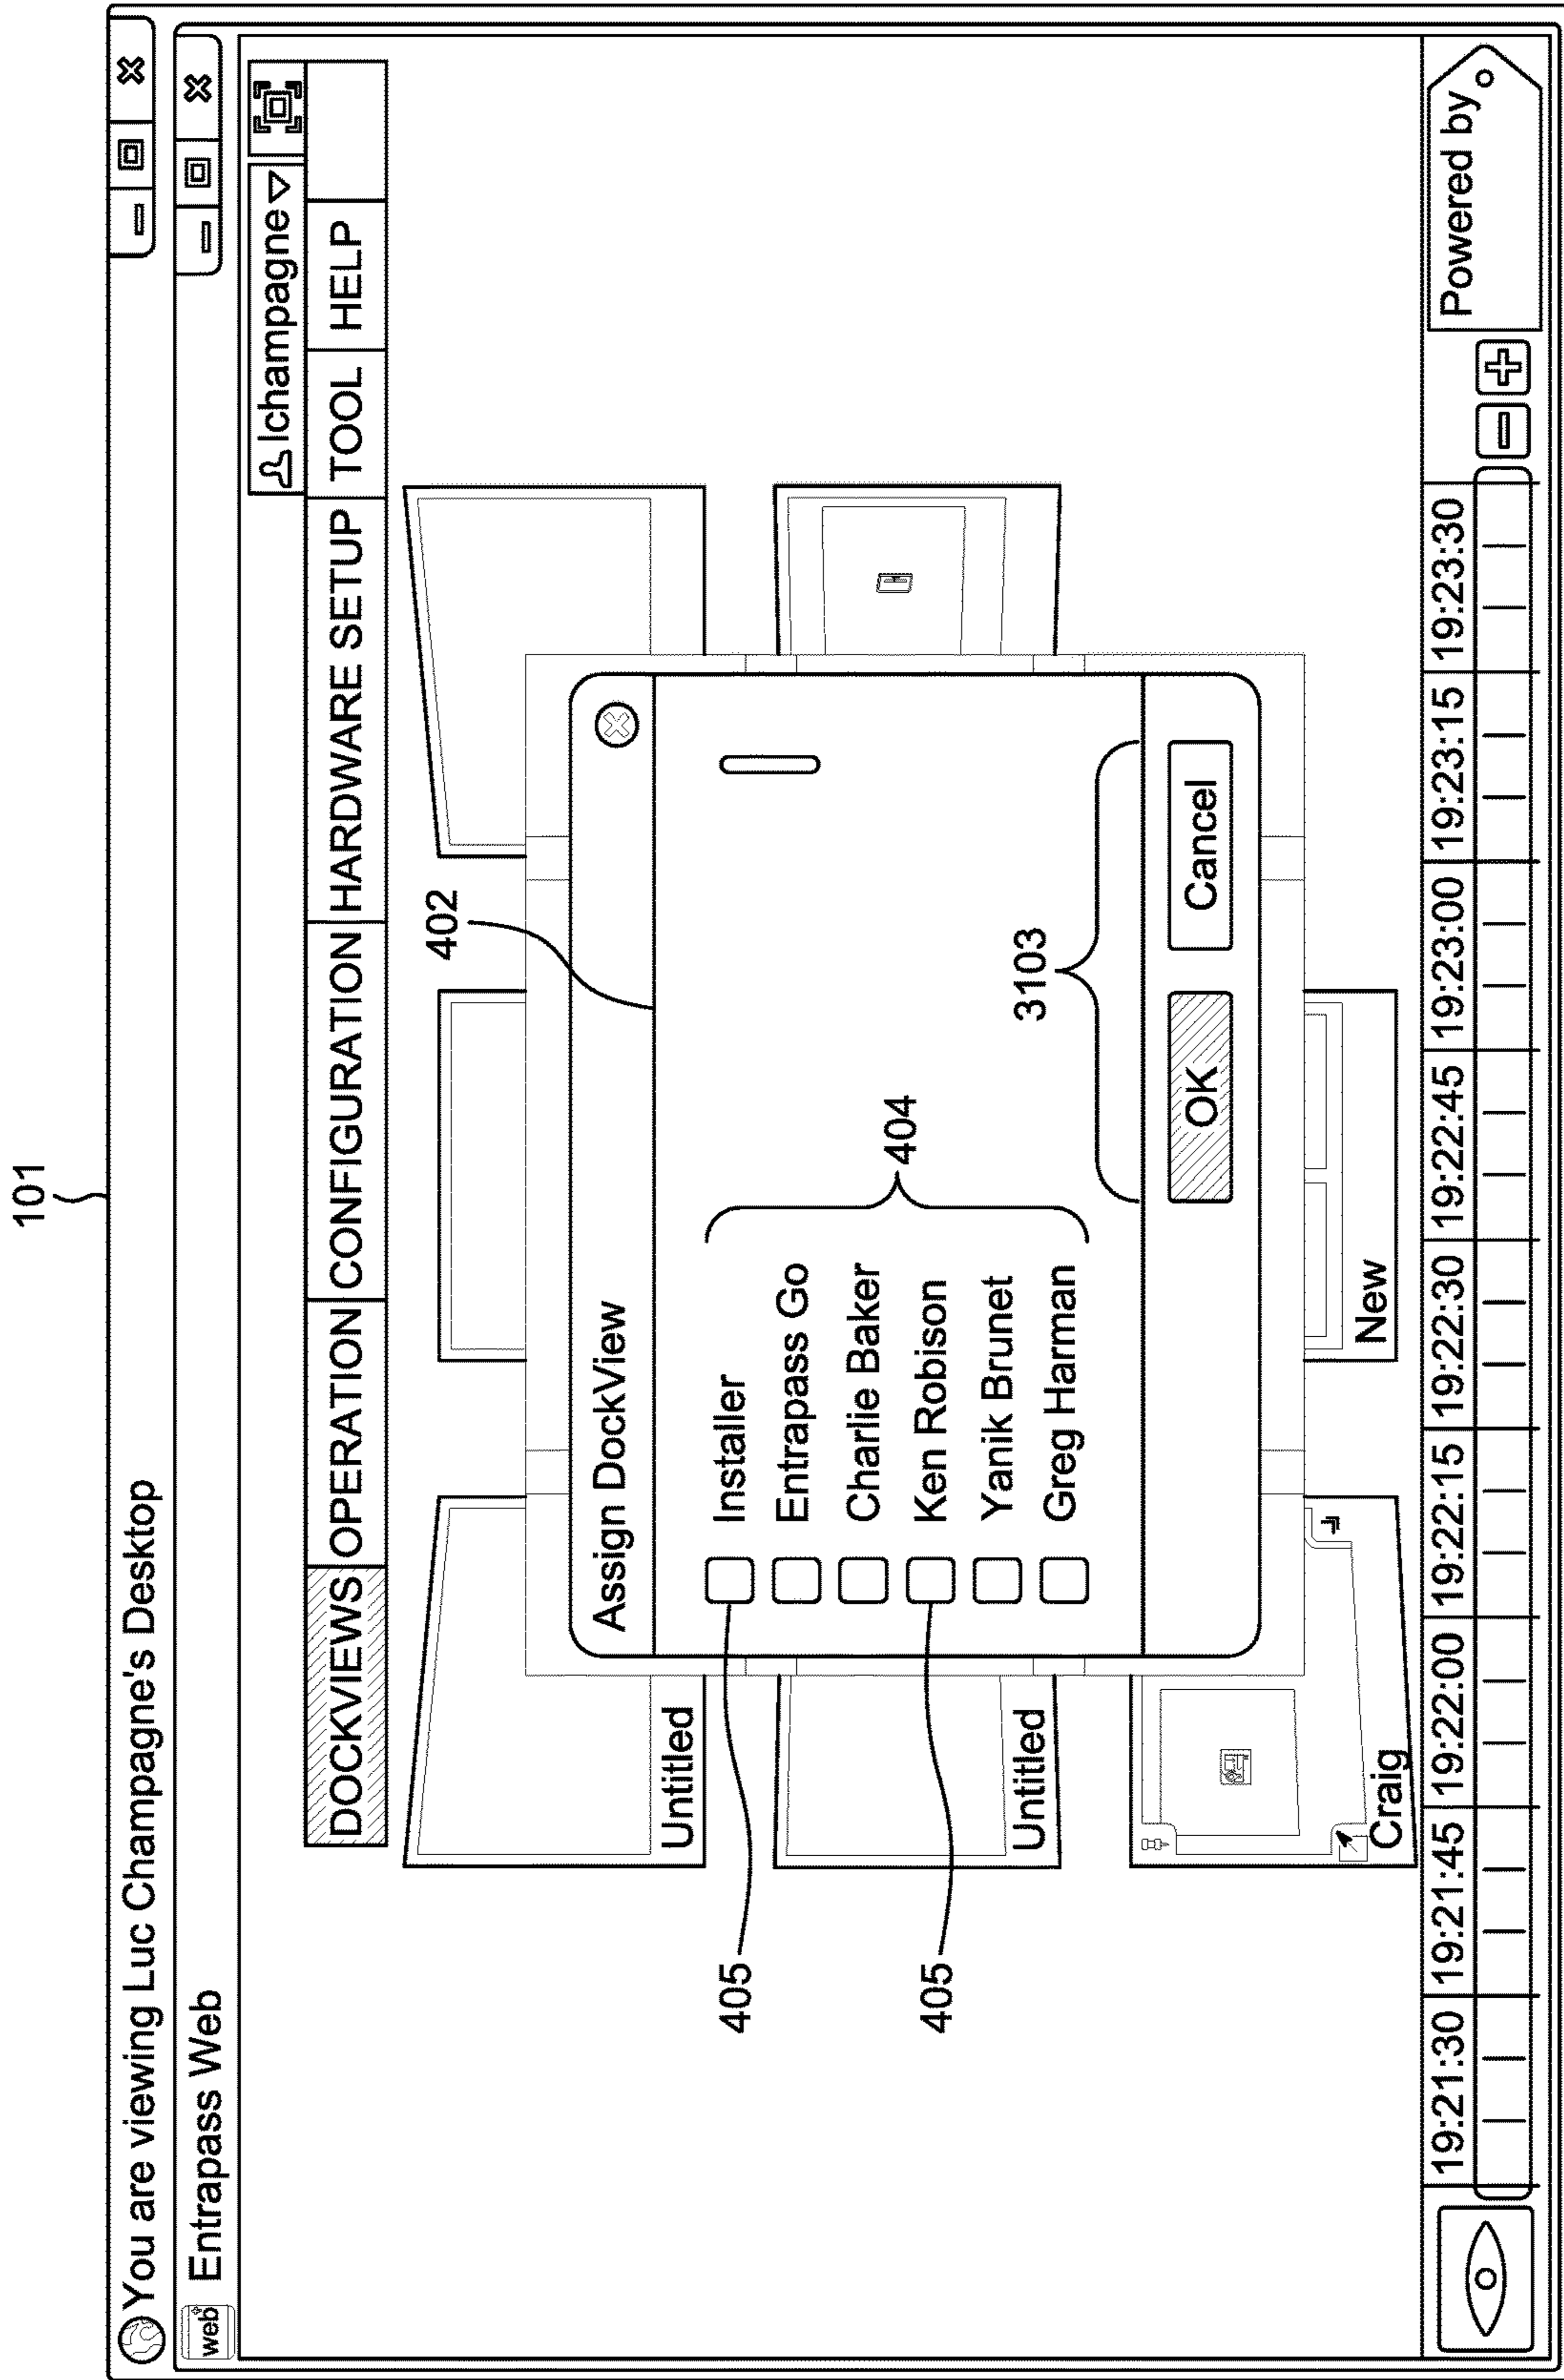 101
You are viewing Luc Champagne's Desktop
web+ Entrapass Web
lchampagne
DOCKVIEWS OPERATION CONFIGURATION HARDWARE SETUP TOOL HELP
402
Assign DockView
Untitled
405
Installer
Entrapass Go
Charlie Baker
404
Ken Robison
405
Yanik Brunet
Greg Harman
Untitled
3103
OK Cancel
Craig
New
19:21:30 19:21:45 19:22:00 19:22:15 19:22:30 19:22:45 19:23:00 19:23:15 19:23:30
Powered by